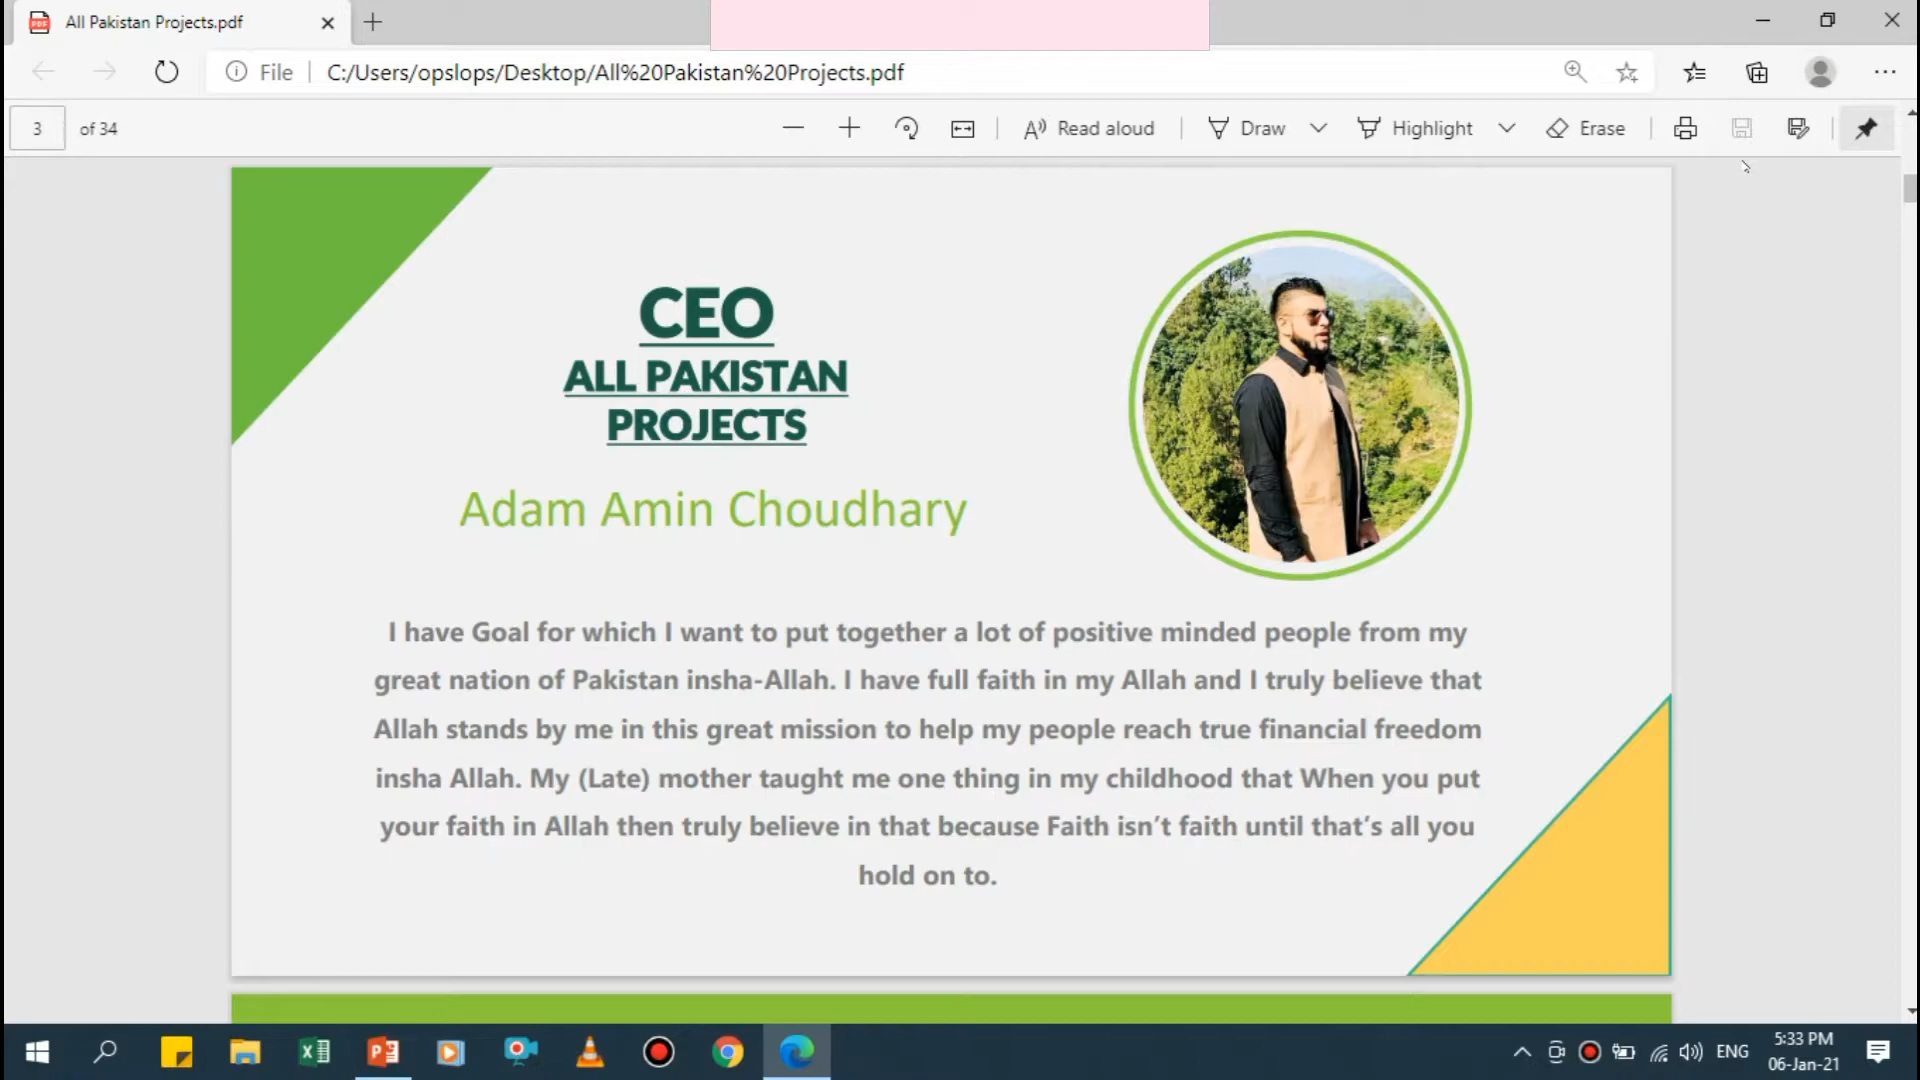 All Pakistan Projects.pdf
File
C:/Users/opslops/Desktop/All%20Pakistan%20Projects.pdf
3 of 34
Read aloud
Draw
Highlight
Erase
CEO
ALL PAKISTAN
PROJECTS
Adam Amin Choudhary
I have Goal for which I want to put together a lot of positive minded people from my
great nation of Pakistan insha-Allah. I have full faith in my Allah and I truly believe that
Allah stands by me in this great mission to help my people reach true financial freedom
insha Allah. My (Late) mother taught me one thing in my childhood that When you put
your faith in Allah then truly believe in that because Faith isn't faith until that's all you
hold on to.
ENG
5:33 PM
06-Jan-21